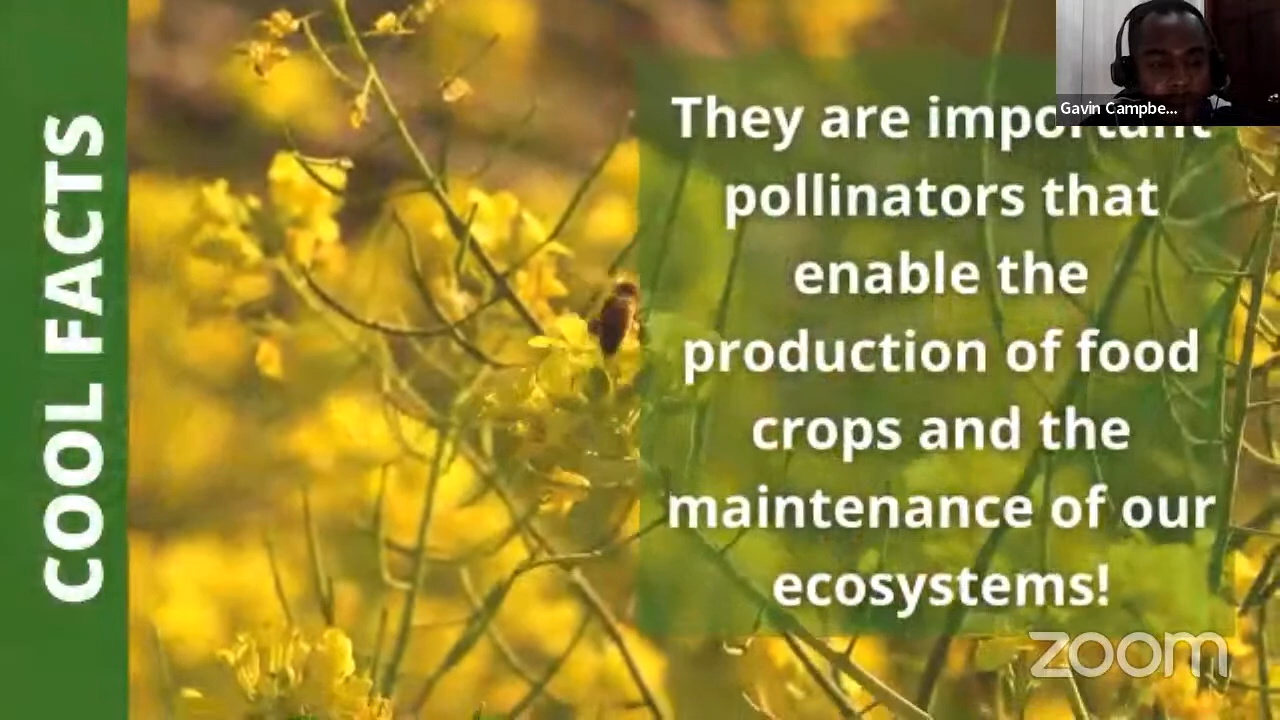 COOL FACTS
They are important
pollinators that
enable the
production of food
crops and the
maintenance of our
ecosystems!
Gavin Campbe...
zoom